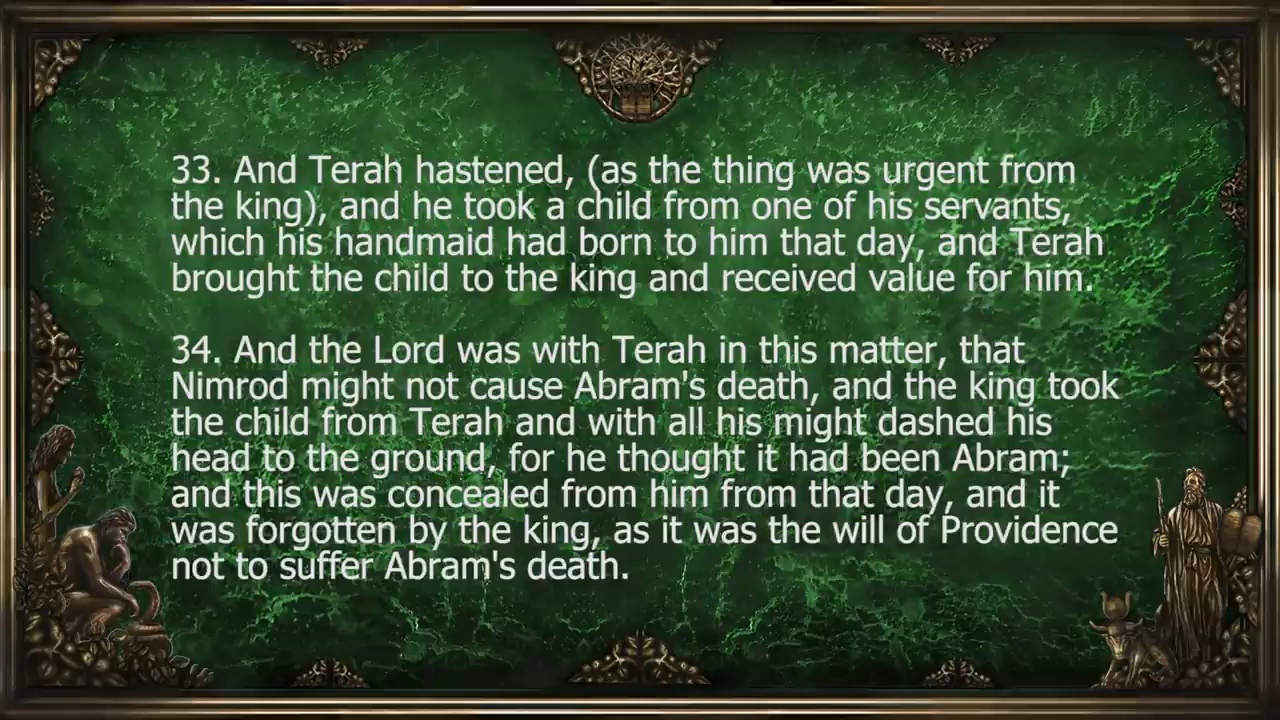 33. And Terah hastened, (as the thing was urgent from
the king), and he took a child from one of his servants,
which his handmaid had born to him that day, and Terah
brought the child to the king and received value for him.
34. And the Lord was with Terah in this matter, that
Nimrod might not cause Abram's death, and the king took
the child from Terah and with all his might dashed his
head to the ground, for he thought it had been Abram;
and this was concealed from him from that day, and it
was forgotten by the king, as it was the will of Providence
not to suffer Abram's death.